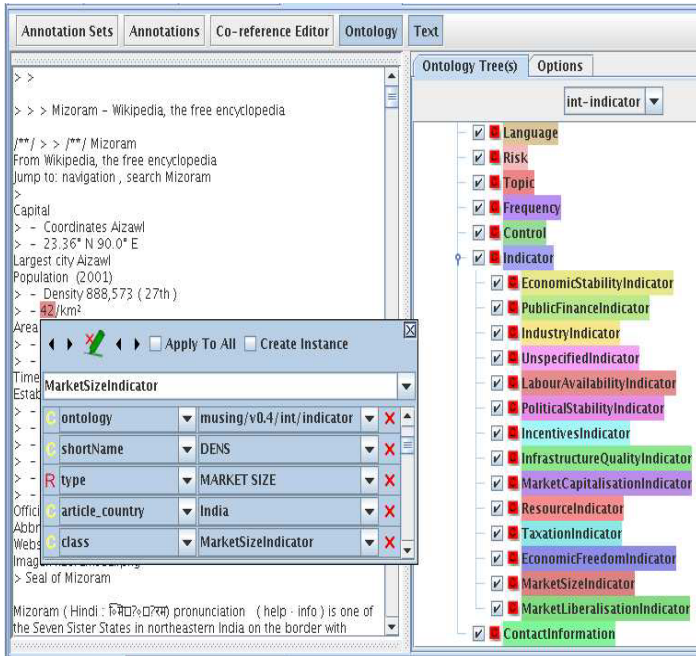 Annotation Sets Annotations Co-reference Editor Ontology Text
> >
> > > Mizoram - Wikipedia, the free encyclopedia
/**/ > > /**/ Mizoram
From Wikipedia, the free encyclopedia
Jump to: navigation , search Mizoram
>
Capital
> - Coordinates Aizawl
> - 23.36° N 90.0° E
Largest city Aizawl
Population (2001)
> - Density 888,573 ( 27th )
> - 42/km²
Area
> -
> -
Time
Estab
> -
> -
> -
> -
> -
> -
> -
Offici
Abbr
Webs
> Seal of Mizoram
Mizoram ( Hindi : pronunciation ( help · info ) is one of
the Seven Sister States in northeastern India on the border with
Apply To All Create Instance
MarketSizeIndicator
C ontology musing/v0.4/int/indicator X
C shortName DENS X
R type MARKET SIZE X
C article_country India X
C class MarketSizeIndicator X
Ontology Tree(s) Options
int-indicator
C Language
C Risk
C Topic
C Frequency
C Control
C Indicator
C EconomicStabilityIndicator
C PublicFinanceIndicator
C IndustryIndicator
C UnspecifiedIndicator
C LabourAvailabilityIndicator
C PoliticalStabilityIndicator
C IncentivesIndicator
C InfrastructureQualityIndicator
C MarketCapitalisationIndicator
C ResourceIndicator
C TaxationIndicator
C EconomicFreedomIndicator
C MarketSizeIndicator
C MarketLiberalisationIndicator
C ContactInformation